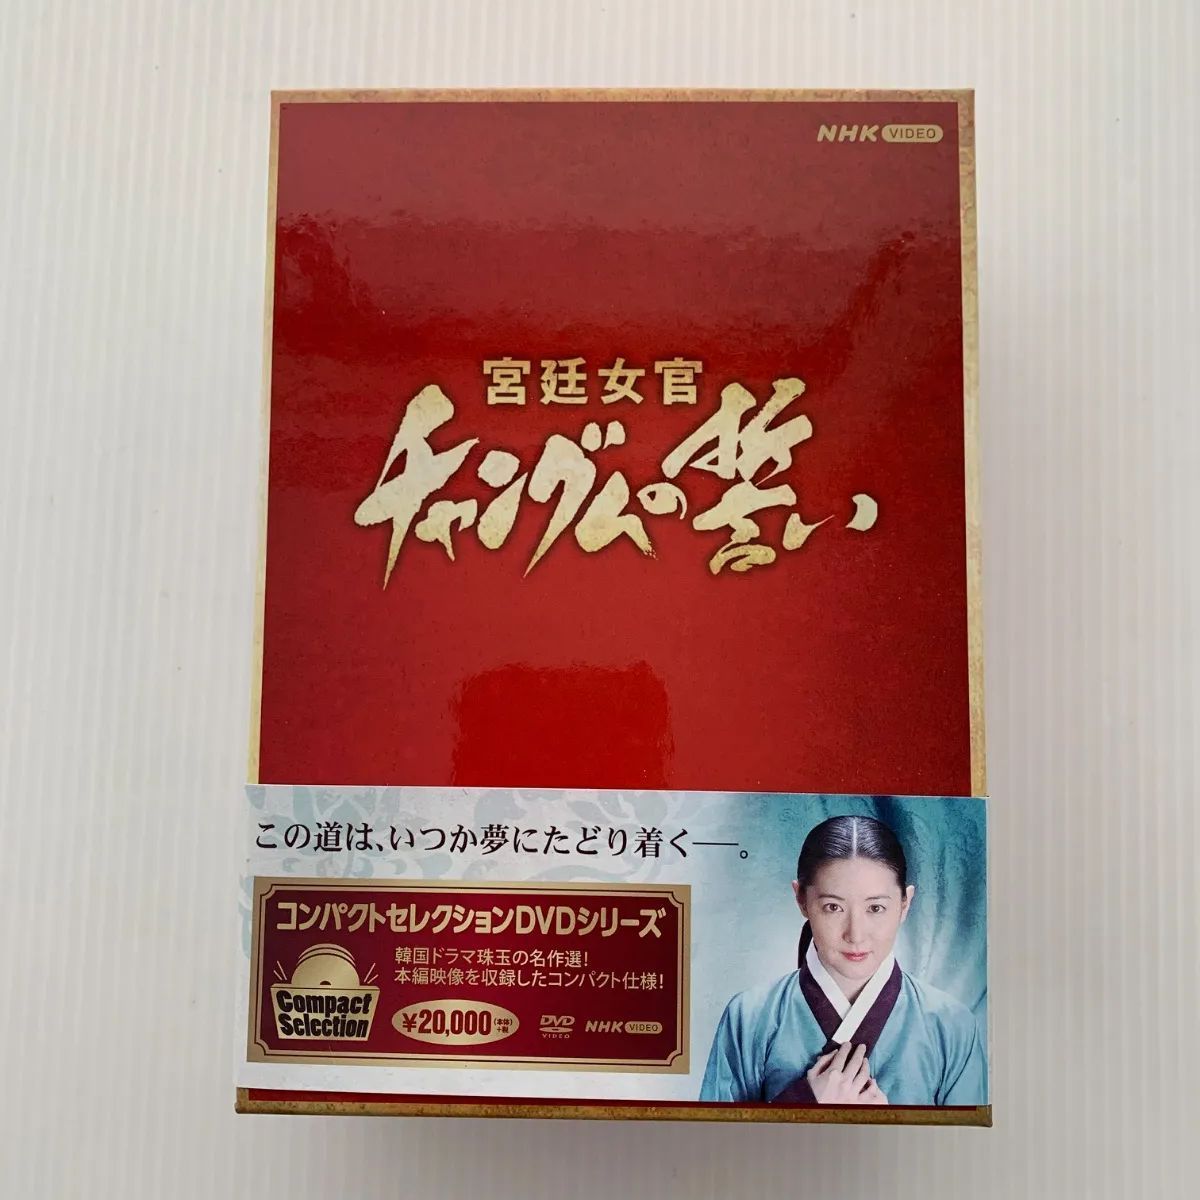 NHK VIDEO
宮廷女官
チャングムの誓い
この道は、いつか夢にたどり着く──。
コンパクトセレクションDVDシリーズ
韓国ドラマ珠玉の名作選!
本編映像を収録したコンパクト仕様!
Compact
Selection
¥20,000(本体)+税
DVD
VIDEO
NHK VIDEO